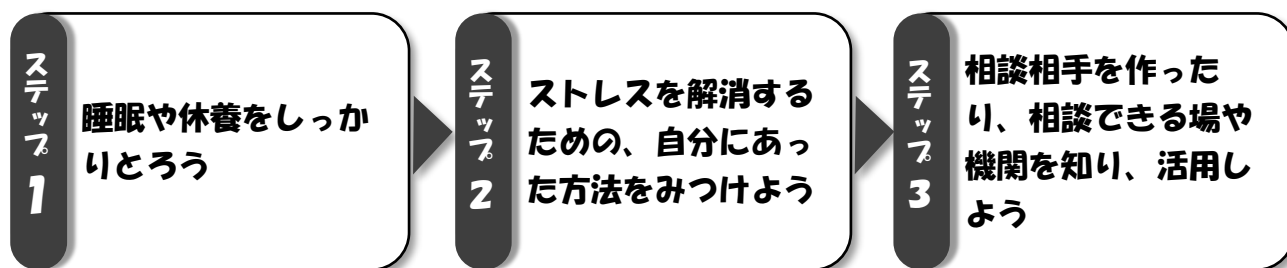 ステップ1
睡眠や休養をしっか
りとろう
ステップ2
ストレスを解消する
ための、自分にあっ
た方法をみつけよう
ステップ3
相談相手を作った
り、相談できる場や
機関を知り、活用し
よう